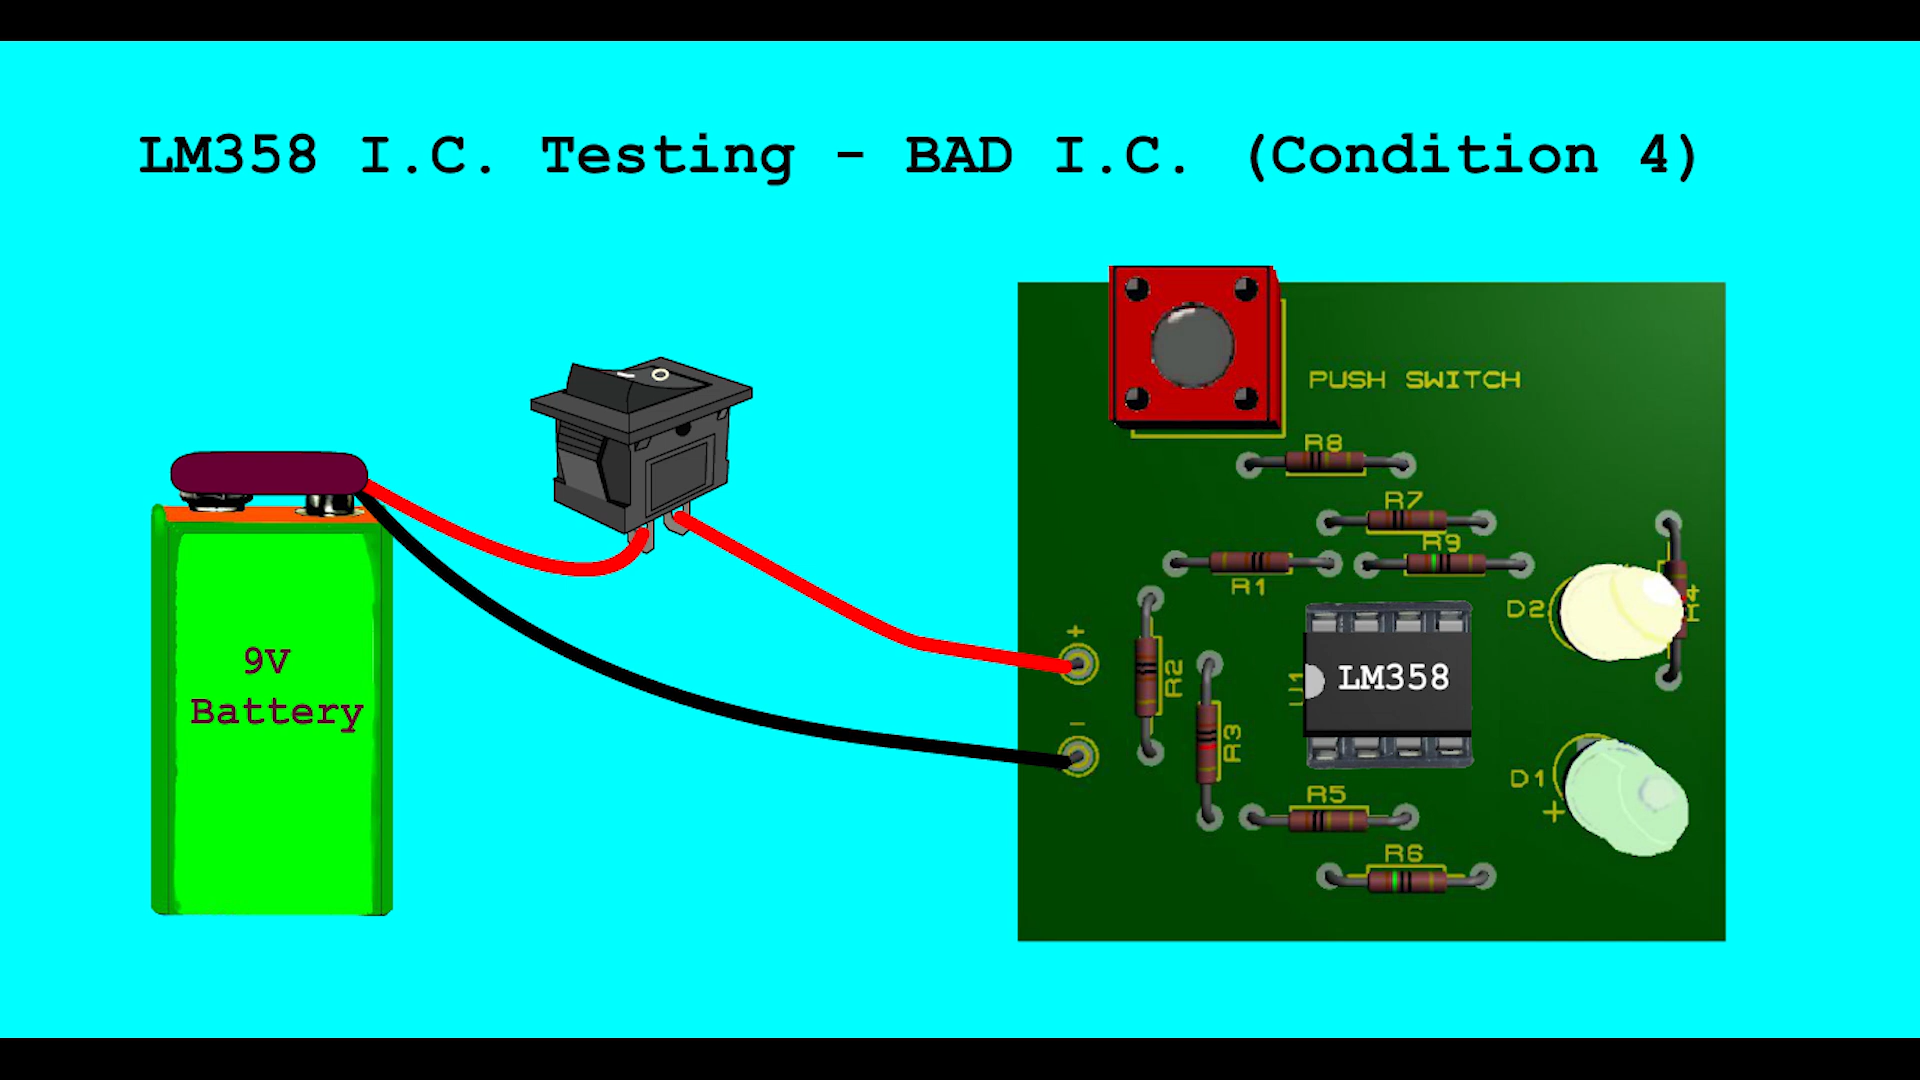 LM358 I.C. Testing - BAD I.C. (Condition 4)
PUSH SWITCH
R8
R7
R9
R1
D2
+
9V
Battery
R2
U1
LM358
-
R3
D1
+
R5
R6